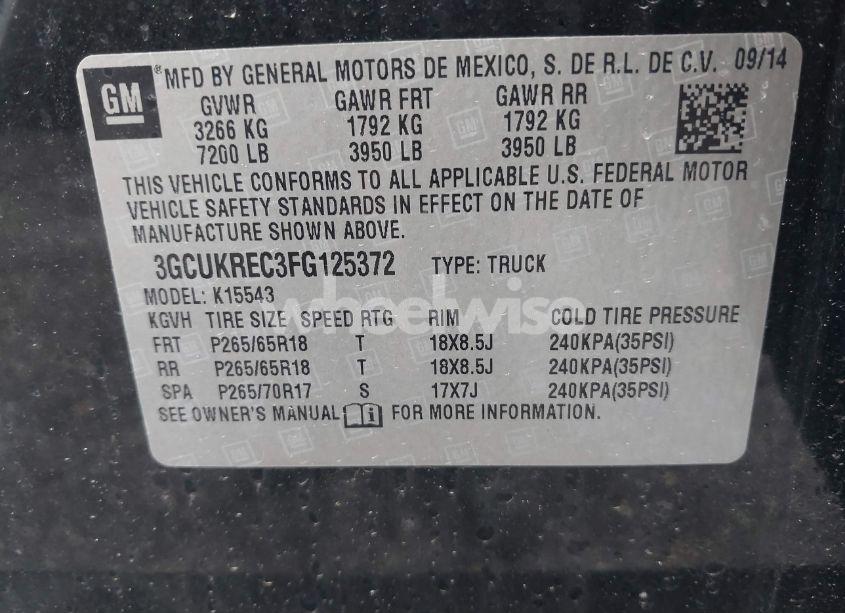 GM ® MFD BY GENERAL MOTORS DE MEXICO, S. DE R.L. DE C.V. 09/14
GVWR GAWR FRT GAWR RR
3266 KG 1792 KG 1792 KG
7200 LB 3950 LB 3950 LB
THIS VEHICLE CONFORMS TO ALL APPLICABLE U.S. FEDERAL MOTOR
VEHICLE SAFETY STANDARDS IN EFFECT ON THE DATE OF
MANUFACTURE SHOWN ABOVE.
3GCUKREC3FG125372 TYPE: TRUCK
MODEL: K15543
wheelwise
KGVH TIRE SIZE SPEED RTG RIM COLD TIRE PRESSURE
FRT P265/65R18 T 18X8.5J 240KPA(35PSI)
RR P265/65R18 T 18X8.5J 240KPA(35PSI)
SPA P265/70R17 S 17X7J 240KPA(35PSI)
SEE OWNER'S MANUAL FOR MORE INFORMATION.